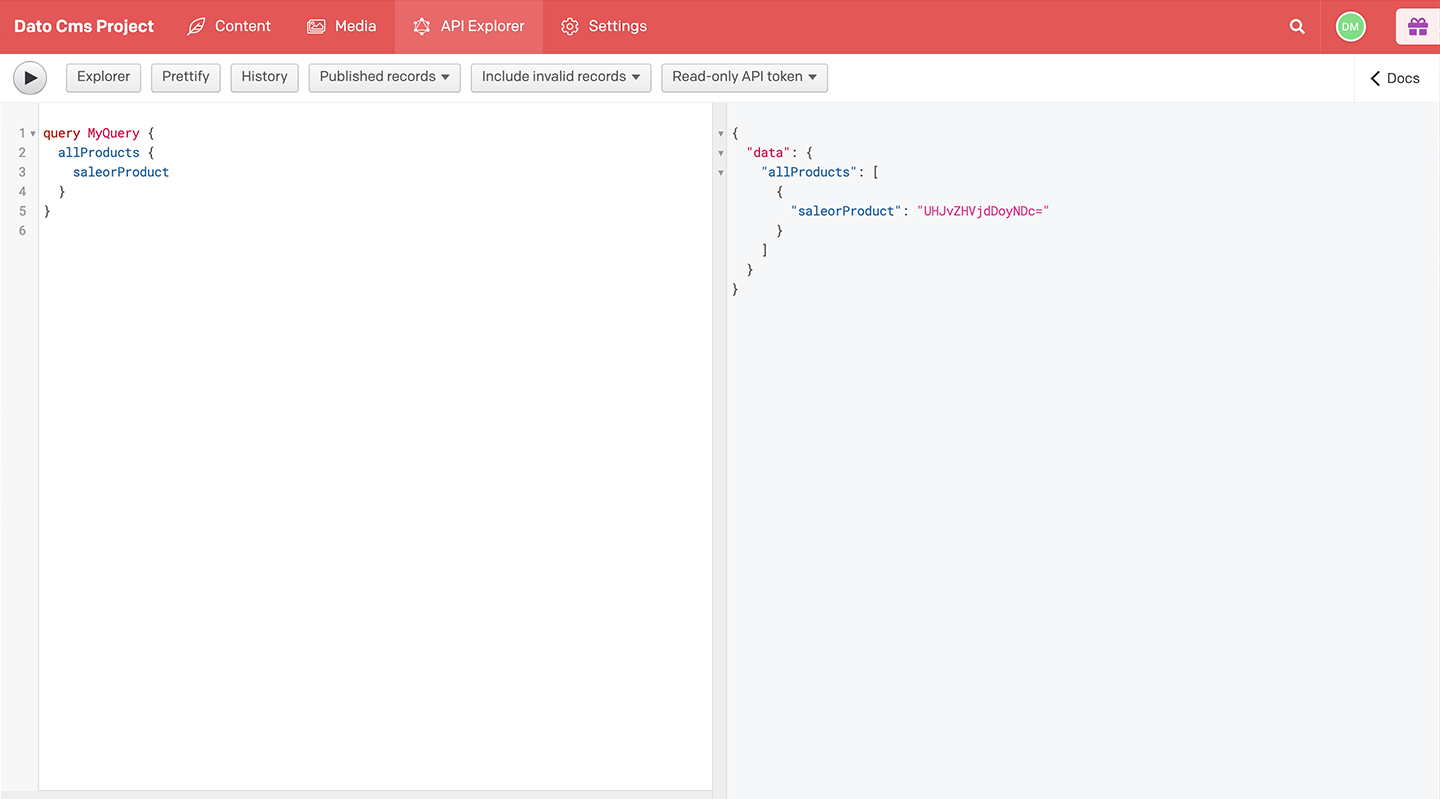 Dato Cms Project Content Media API Explorer Settings DM
Explorer Prettify History Published records Include invalid records Read-only API token Docs
1 query MyQuery {
2 allProducts {
3 saleorProduct
4 }
5 }
6
{
"data": {
"allProducts": [
{
"saleorProduct": "UHJvZHVjdDoyNDc="
}
]
}
}